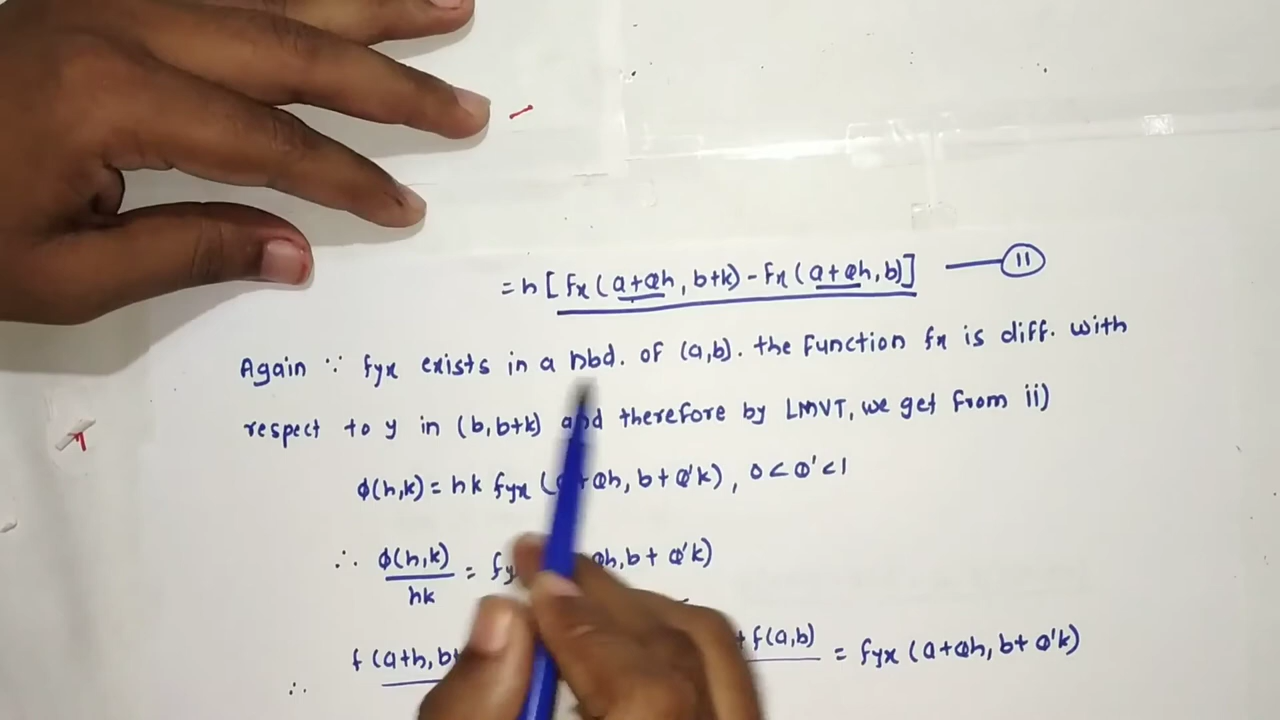 = h [ fx ( a+θh , b+k) - fx ( a+θh, b)] — 11
Again ∵ fyx exists in a nbd. of (a,b). the function fx is diff. with
respect to y in (b, b+k) and therefore by LMVT, we get from ii)
ϕ(h,k) = hk fyx ( +θh, b+ θ'k) , 0 < θ' < 1
∴ ϕ(h,k)/hk = fy θh, b+ θ'k)
∴ f (a+h, b + f(a,b) = fyx (a+θh, b+ θ'k)